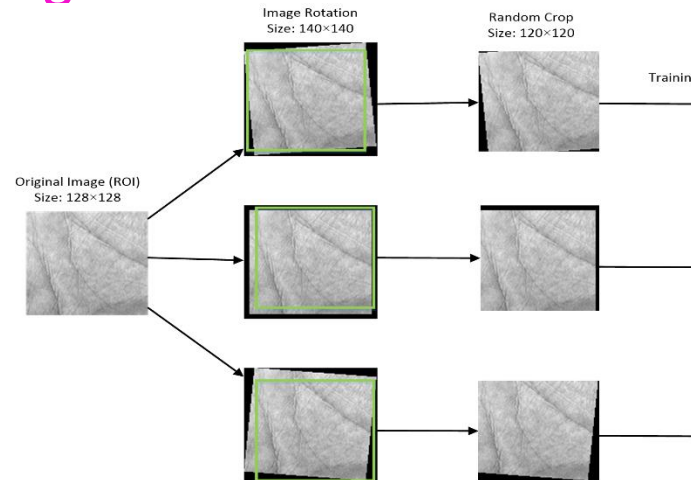 Image Rotation
Size: 140×140
Random Crop
Size: 120×120
Original Image (ROI)
Size: 128×128